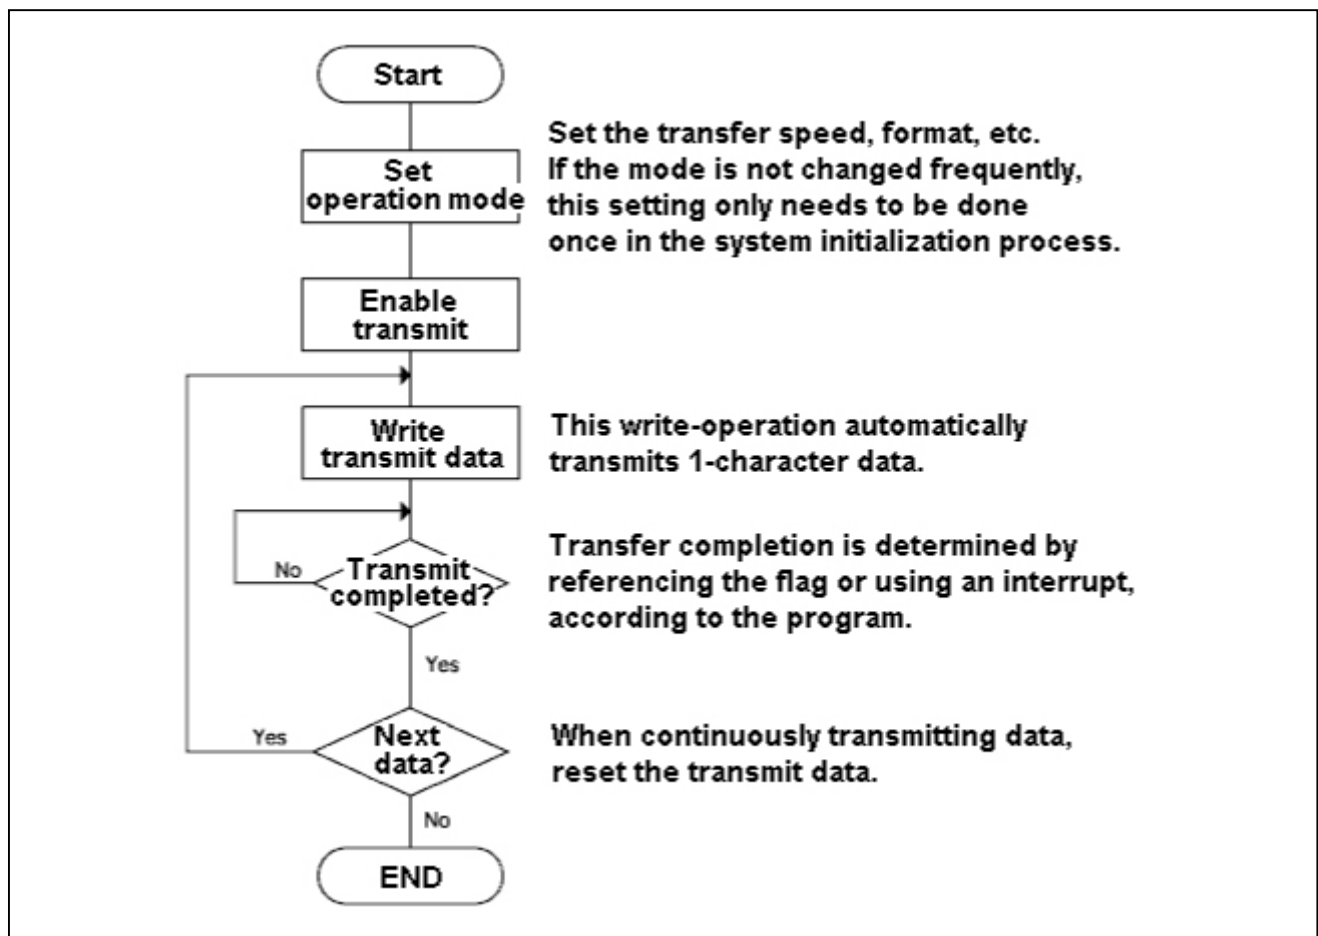 Start
Set
operation mode
Set the transfer speed, format, etc.
If the mode is not changed frequently,
this setting only needs to be done
once in the system initialization process.
Enable
transmit
Write
transmit data
This write-operation automatically
transmits 1-character data.
No
Transmit
completed?
Transfer completion is determined by
referencing the flag or using an interrupt,
according to the program.
Yes
Yes
Next
data?
When continuously transmitting data,
reset the transmit data.
No
END